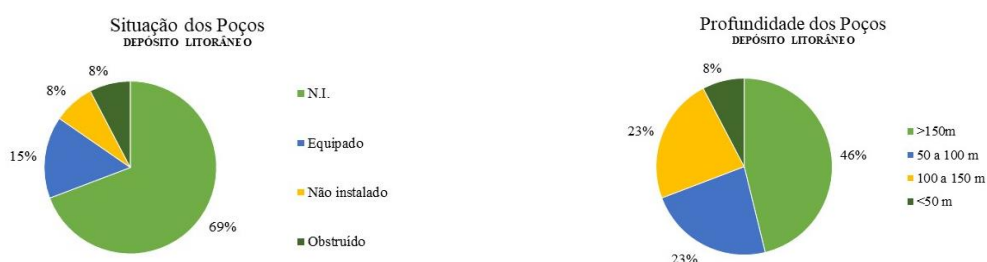 Situação dos Poços
DEPÓSITO LITORÂNEO
8%
8%
15%
69%
N.I.
Equipado
Não instalado
Obstruído
Profundidade dos Poços
DEPÓSITO LITORÂNEO
8%
23%
46%
23%
>150m
50 a 100 m
100 a 150 m
<50 m